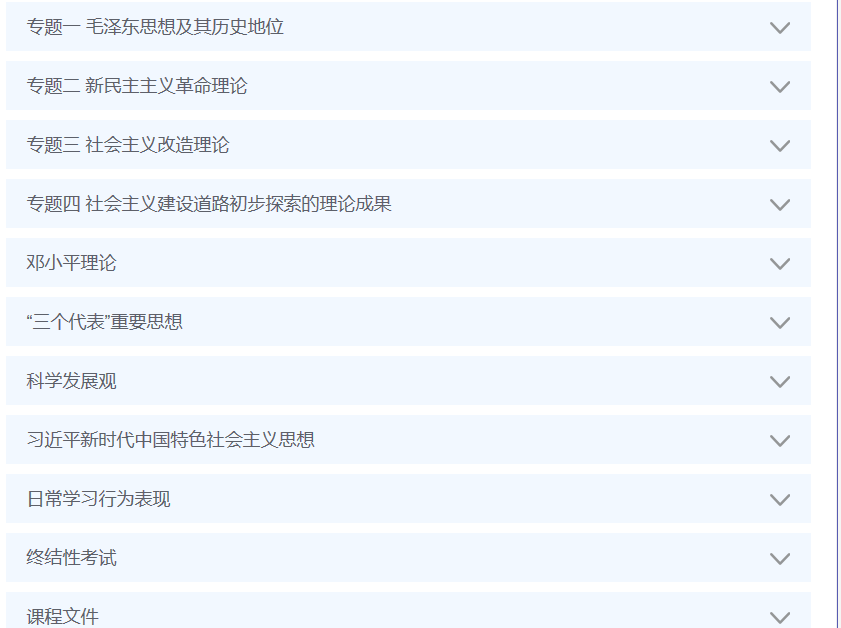 专题一 毛泽东思想及其历史地位
专题二 新民主主义革命理论
专题三 社会主义改造理论
专题四 社会主义建设道路初步探索的理论成果
邓小平理论
“三个代表”重要思想
科学发展观
习近平新时代中国特色社会主义思想
日常学习行为表现
终结性考试
课程文件